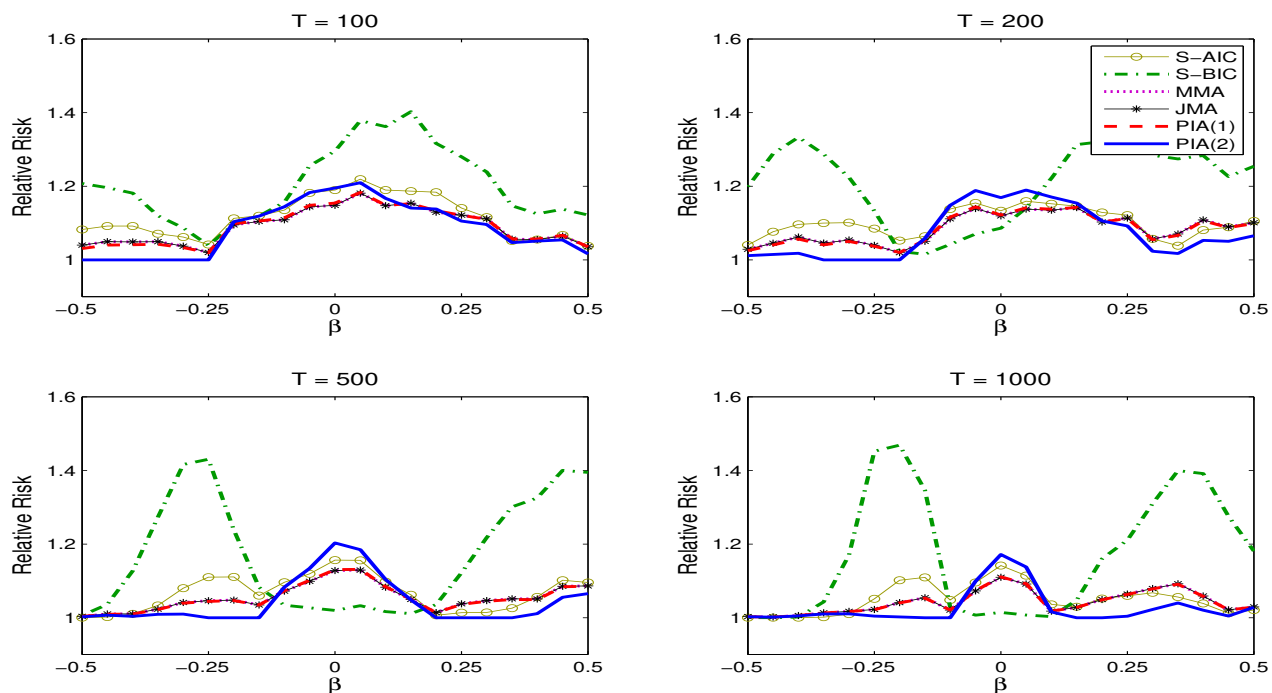 T = 100
1.6
1.4
1.2
1
Relative Risk
−0.5
−0.25
0
0.25
0.5
β
T = 200
1.6
1.4
1.2
1
Relative Risk
−0.5
−0.25
0
0.25
0.5
β
S−AIC
S−BIC
MMA
JMA
PIA(1)
PIA(2)
T = 500
1.6
1.4
1.2
1
Relative Risk
−0.5
−0.25
0
0.25
0.5
β
T = 1000
1.6
1.4
1.2
1
Relative Risk
−0.5
−0.25
0
0.25
0.5
β